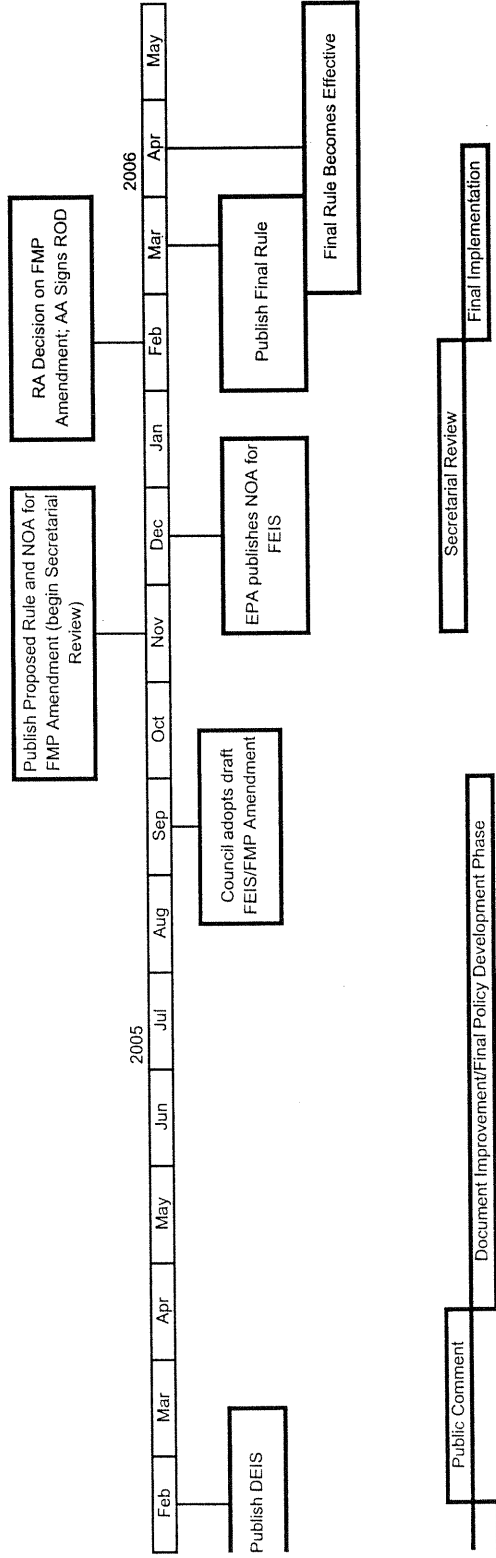 Publish Proposed Rule and NOA for
FMP Amendment (begin Secretarial
Review)
RA Decision on FMP
Amendment; AA Signs ROD
2005
2006
Feb
Mar
Apr
May
Jun
Jul
Aug
Sep
Oct
Nov
Dec
Jan
Feb
Mar
Apr
May
Publish DEIS
Council adopts draft
FEIS/FMP Amendment
EPA publishes NOA for
FEIS
Publish Final Rule
Final Rule Becomes Effective
Public Comment
Document Improvement/Final Policy Development Phase
Secretarial Review
Final Implementation